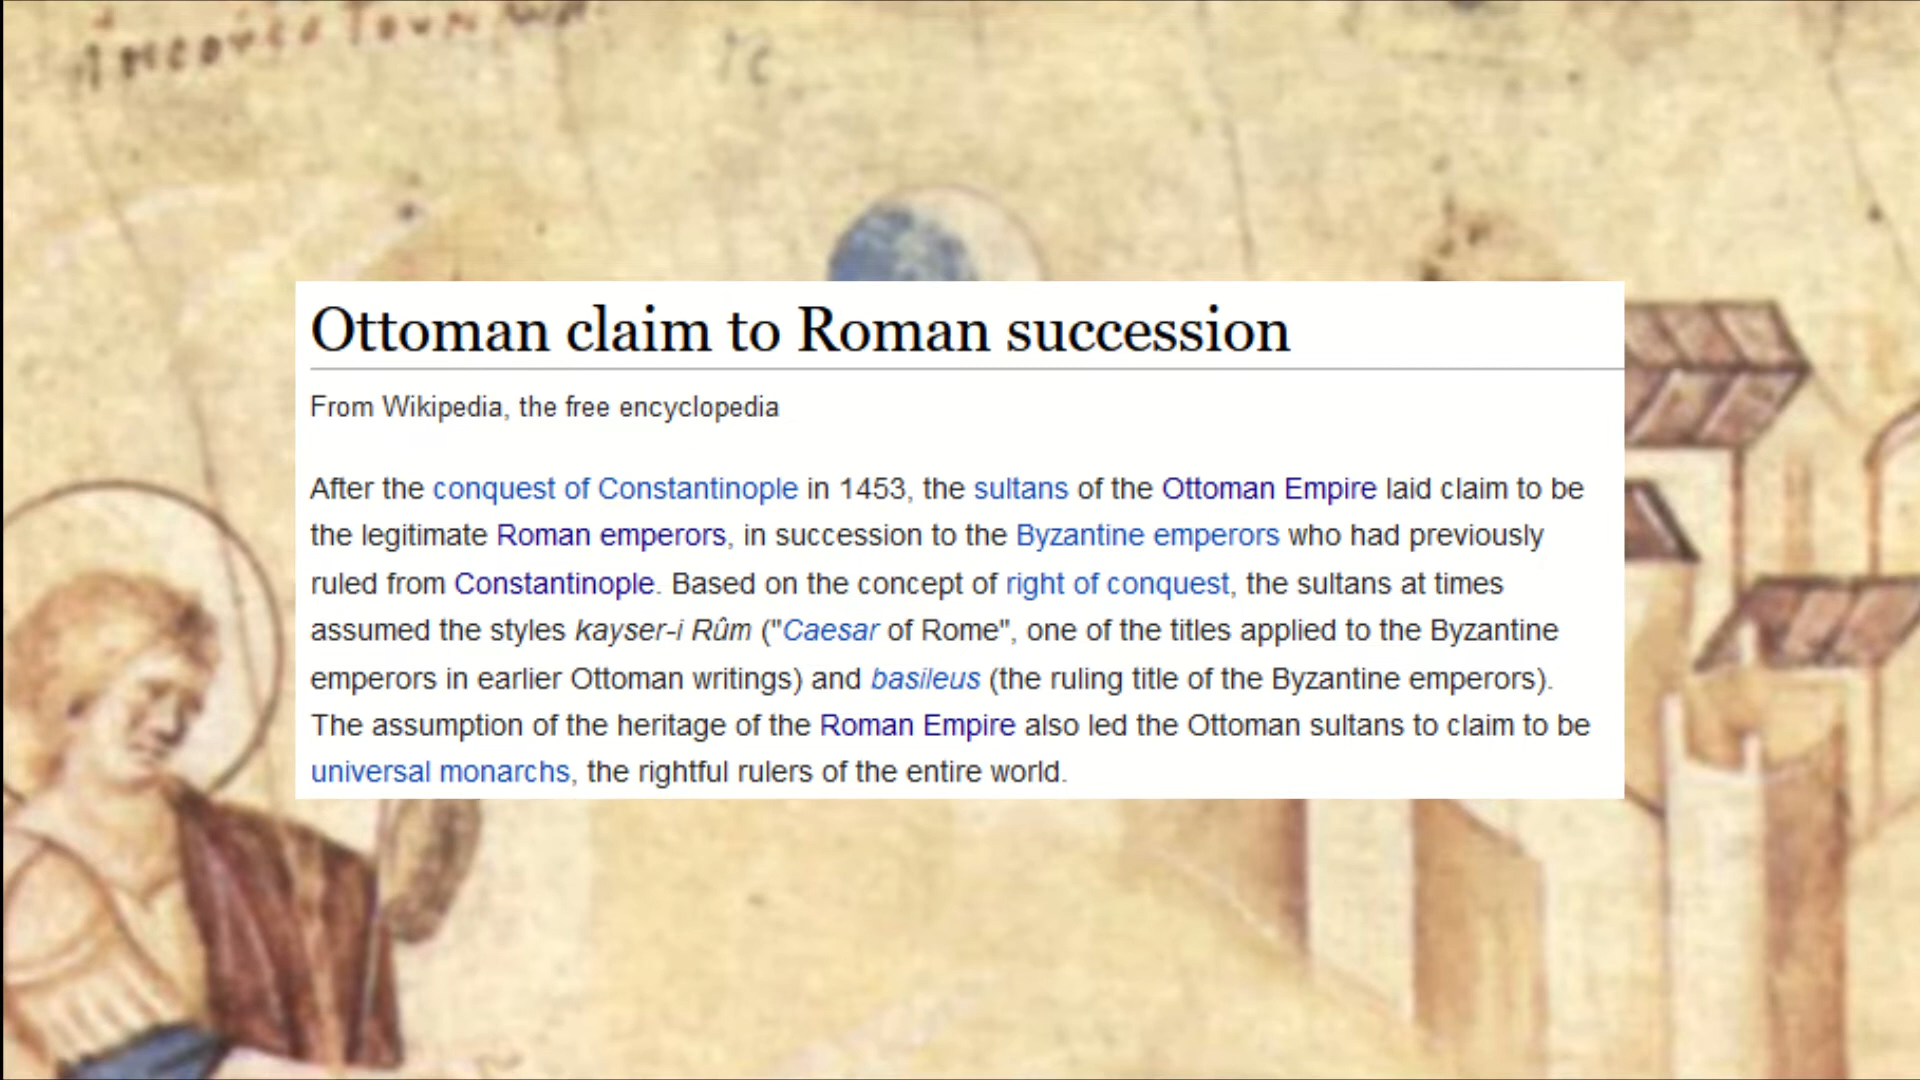 Ottoman claim to Roman succession
From Wikipedia, the free encyclopedia
After the conquest of Constantinople in 1453, the sultans of the Ottoman Empire laid claim to be
the legitimate Roman emperors, in succession to the Byzantine emperors who had previously
ruled from Constantinople. Based on the concept of right of conquest, the sultans at times
assumed the styles kayser-i Rûm ("Caesar of Rome", one of the titles applied to the Byzantine
emperors in earlier Ottoman writings) and basileus (the ruling title of the Byzantine emperors).
The assumption of the heritage of the Roman Empire also led the Ottoman sultans to claim to be
universal monarchs, the rightful rulers of the entire world.